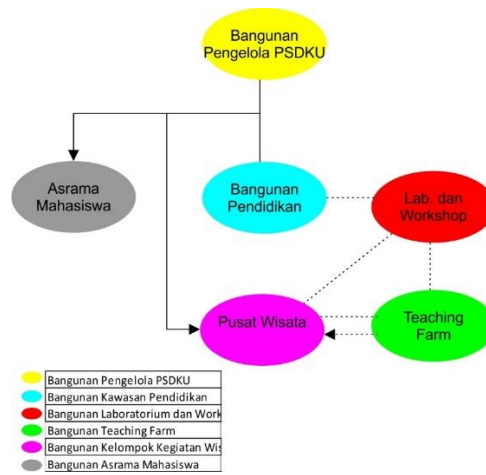 Bangunan
Pengelola PSDKU
Asrama
Mahasiswa
Bangunan
Pendidikan
Lab. dan
Workshop
Pusat Wisata
Teaching
Farm
Bangunan Pengelola PSDKU
Bangunan Kawasan Pendidikan
Bangunan Laboratorium dan Work
Bangunan Teaching Farm
Bangunan Kelompok Kegiatan Wis
Bangunan Asrama Mahasiswa